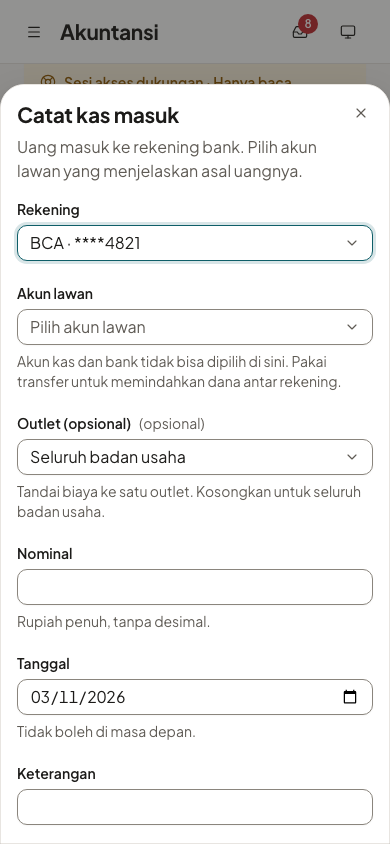 Akuntansi
8
Sesi akses dukungan · Hanya baca
Catat kas masuk
Uang masuk ke rekening bank. Pilih akun
lawan yang menjelaskan asal uangnya.
Rekening
BCA · ****4821
Akun lawan
Pilih akun lawan
Akun kas dan bank tidak bisa dipilih di sini. Pakai
transfer untuk memindahkan dana antar rekening.
Outlet (opsional) (opsional)
Seluruh badan usaha
Tandai biaya ke satu outlet. Kosongkan untuk seluruh
badan usaha.
Nominal
Rupiah penuh, tanpa desimal.
Tanggal
03/11/2026
Tidak boleh di masa depan.
Keterangan